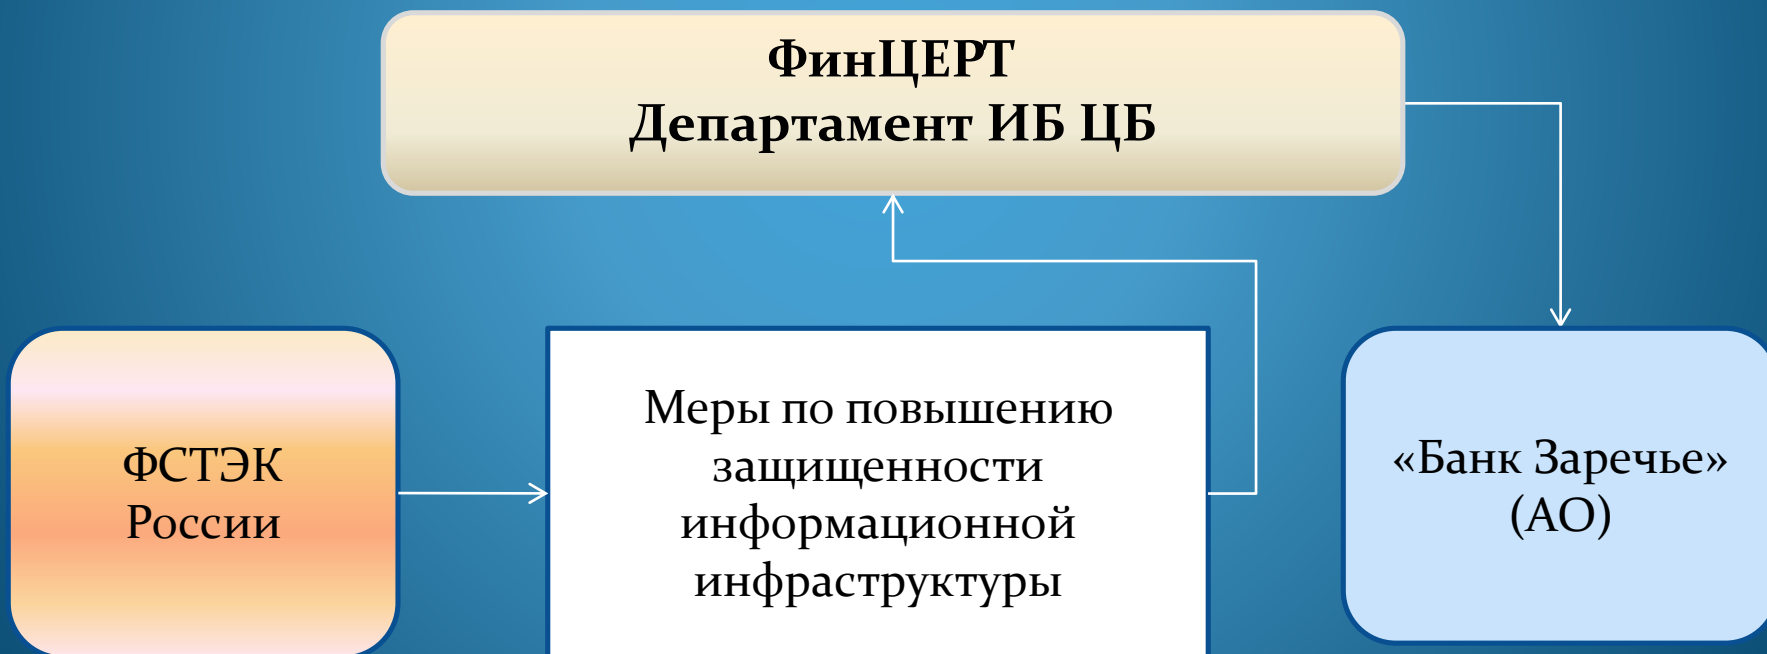 ФинЦЕРТ
Департамент ИБ ЦБ
ФСТЭК
России
Меры по повышению
защищенности
информационной
инфраструктуры
«Банк Заречье»
(АО)